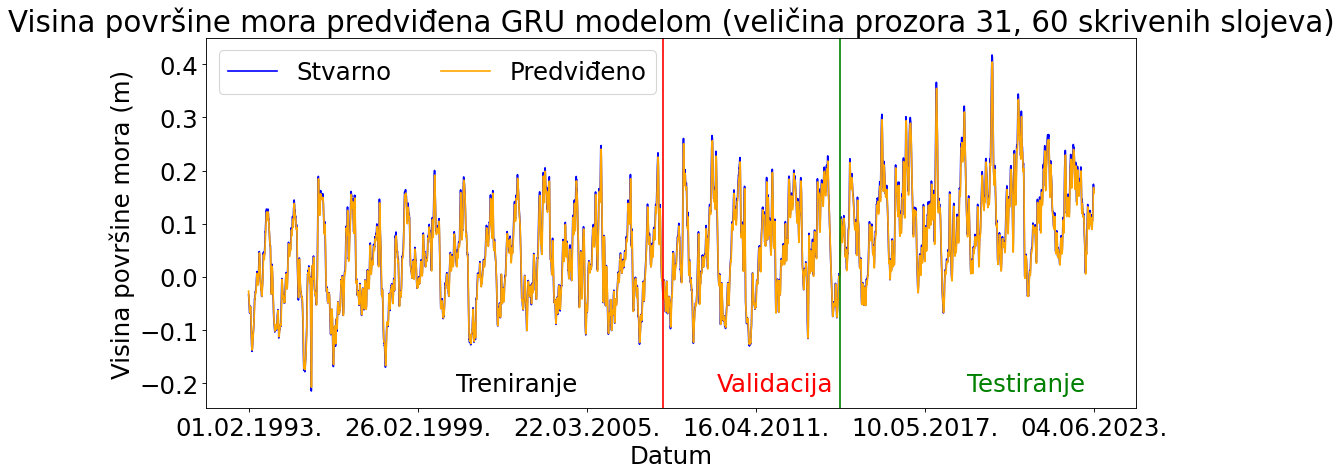 Visina površine mora predviđena GRU modelom (veličina prozora 31, 60 skrivenih slojeva)
Stvarno
Predviđeno
Visina površine mora (m)
0.4
0.3
0.2
0.1
0.0
−0.1
−0.2
Treniranje
Validacija
Testiranje
01.02.1993.
26.02.1999.
22.03.2005.
16.04.2011.
10.05.2017.
04.06.2023.
Datum